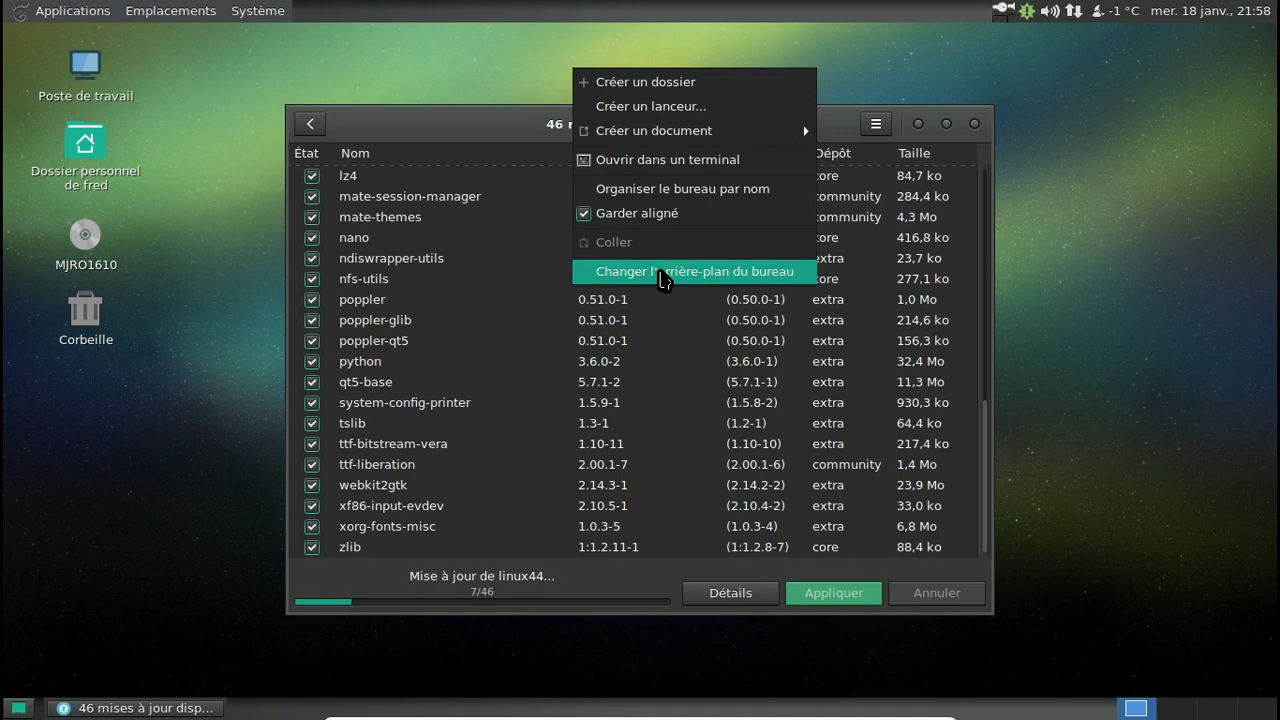 Applications Emplacements Système
-1 °C mer. 18 janv., 21:58
Poste de travail
Dossier personnel
de fred
MJRO1610
Corbeille
46
Créer un dossier
Créer un lanceur...
Créer un document
Ouvrir dans un terminal
Organiser le bureau par nom
Garder aligné
Coller
Changer l'arrière-plan du bureau
État Nom Dépôt Taille
lz4 core 84,7 ko
mate-session-manager community 284,4 ko
mate-themes community 4,3 Mo
nano core 416,8 ko
ndiswrapper-utils extra 23,7 ko
nfs-utils core 277,1 ko
poppler 0.51.0-1 (0.50.0-1) extra 1,0 Mo
poppler-glib 0.51.0-1 (0.50.0-1) extra 214,6 ko
poppler-qt5 0.51.0-1 (0.50.0-1) extra 156,3 ko
python 3.6.0-2 (3.6.0-1) extra 32,4 Mo
qt5-base 5.7.1-2 (5.7.1-1) extra 11,3 Mo
system-config-printer 1.5.9-1 (1.5.8-2) extra 930,3 ko
tslib 1.3-1 (1.2-1) extra 64,4 ko
ttf-bitstream-vera 1.10-11 (1.10-10) extra 217,4 ko
ttf-liberation 2.00.1-7 (2.00.1-6) community 1,4 Mo
webkit2gtk 2.14.3-1 (2.14.2-2) extra 23,9 Mo
xf86-input-evdev 2.10.5-1 (2.10.4-2) extra 33,0 ko
xorg-fonts-misc 1.0.3-5 (1.0.3-4) extra 6,8 Mo
zlib 1:1.2.11-1 (1:1.2.8-7) core 88,4 ko
Mise à jour de linux44...
7/46
Détails Appliquer Annuler
46 mises à jour disp...